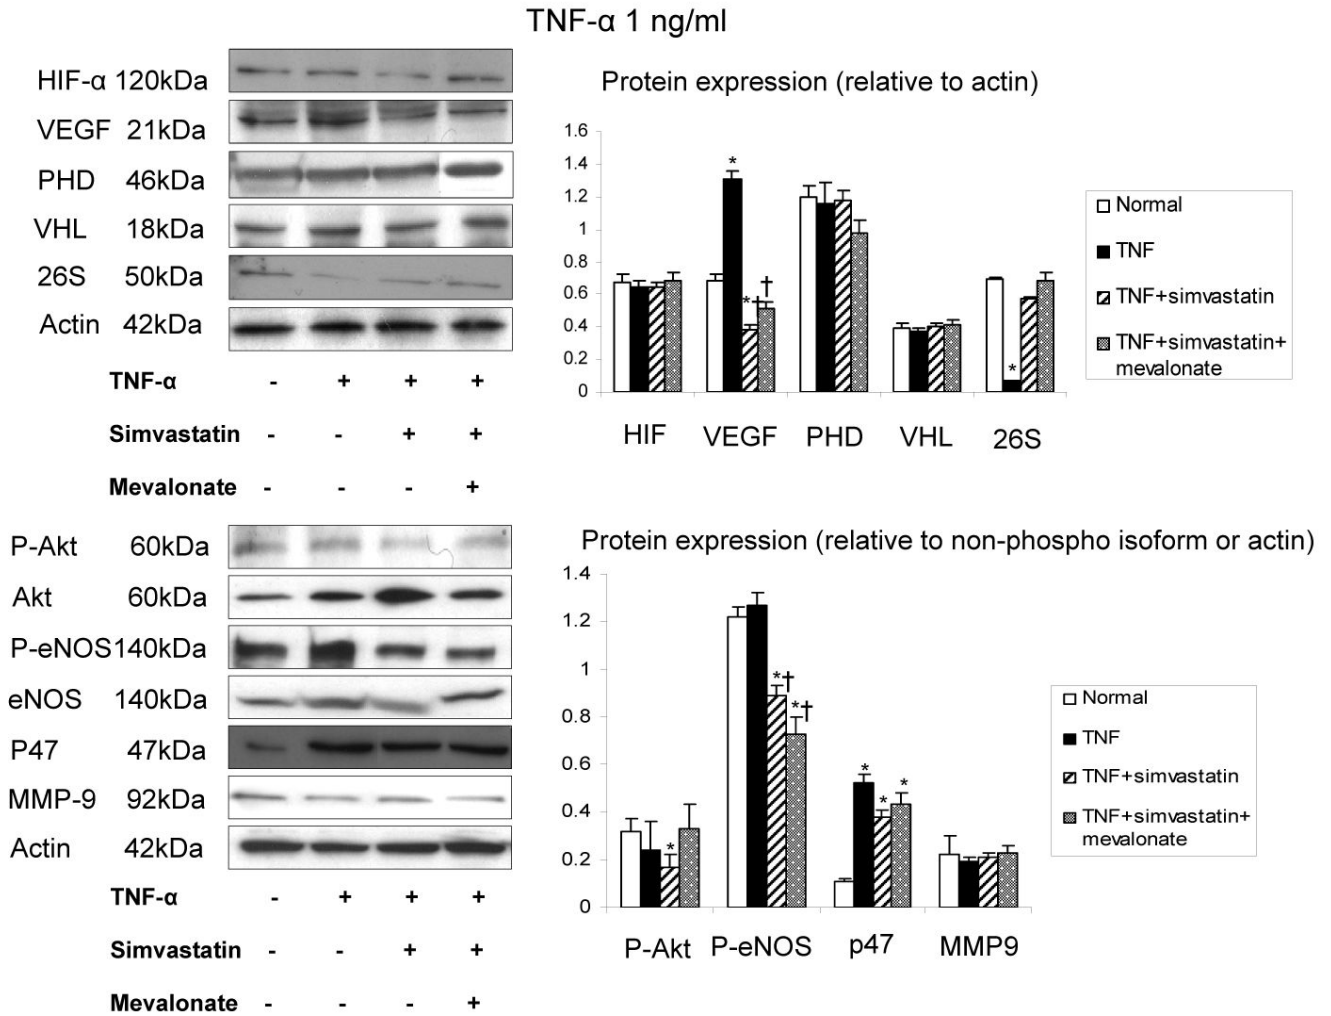 TNF-α 1 ng/ml
HIF-α 120kDa
VEGF 21kDa
PHD 46kDa
VHL 18kDa
26S 50kDa
Actin 42kDa
TNF-α - + + +
Simvastatin - - + +
Mevalonate - - - +
Protein expression (relative to actin)
1.6
1.4
1.2
1
0.8
0.6
0.4
0.2
0
*
*†
†
*
HIF VEGF PHD VHL 26S
Normal
TNF
TNF+simvastatin
TNF+simvastatin+
mevalonate
P-Akt 60kDa
Akt 60kDa
P-eNOS 140kDa
eNOS 140kDa
P47 47kDa
MMP-9 92kDa
Actin 42kDa
TNF-α - + + +
Simvastatin - - + +
Mevalonate - - - +
Protein expression (relative to non-phospho isoform or actin)
1.4
1.2
1
0.8
0.6
0.4
0.2
0
*
*†
*†
*
*
*
P-Akt P-eNOS p47 MMP9
Normal
TNF
TNF+simvastatin
TNF+simvastatin+
mevalonate